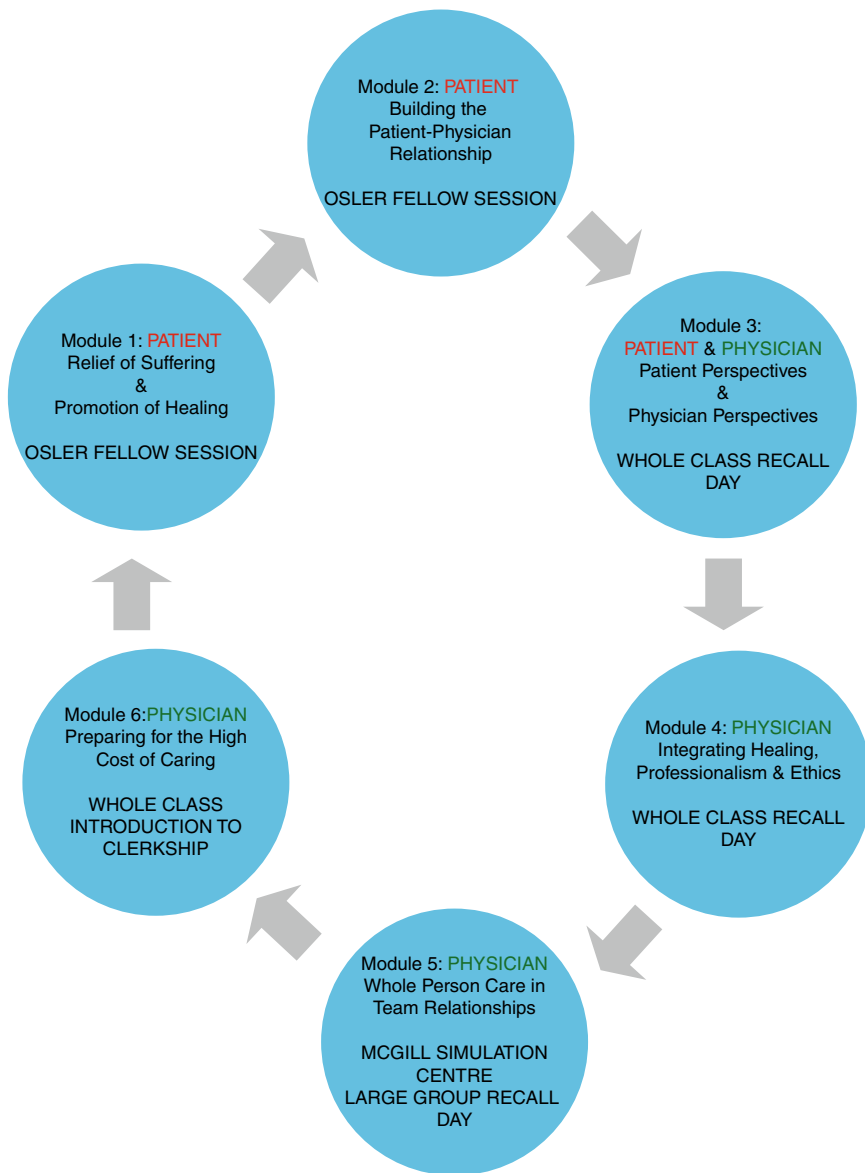 Module 2: PATIENT
Building the
Patient-Physician
Relationship
OSLER FELLOW SESSION
Module 1: PATIENT
Relief of Suffering
&
Promotion of Healing
OSLER FELLOW SESSION
Module 3:
PATIENT & PHYSICIAN
Patient Perspectives
&
Physician Perspectives
WHOLE CLASS RECALL
DAY
Module 6:PHYSICIAN
Preparing for the High
Cost of Caring
WHOLE CLASS
INTRODUCTION TO
CLERKSHIP
Module 4: PHYSICIAN
Integrating Healing,
Professionalism & Ethics
WHOLE CLASS RECALL
DAY
Module 5: PHYSICIAN
Whole Person Care in
Team Relationships
MCGILL SIMULATION
CENTRE
LARGE GROUP RECALL
DAY